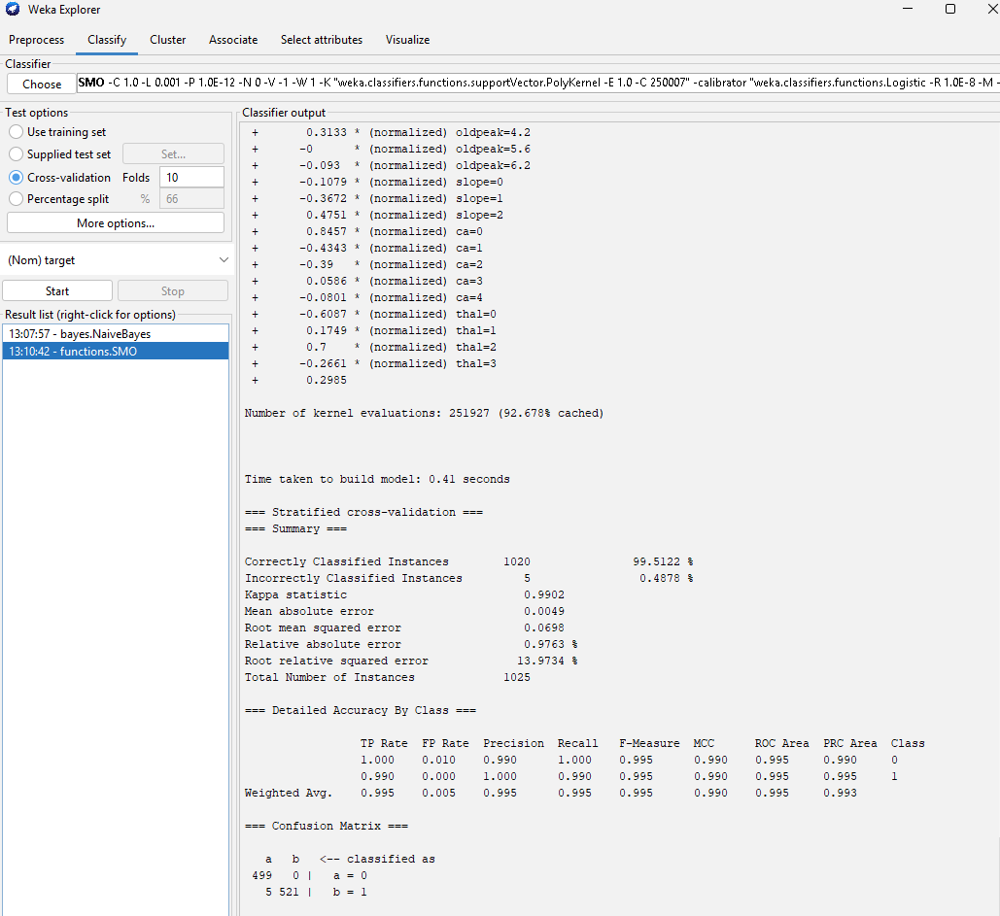 Weka Explorer
Preprocess Classify Cluster Associate Select attributes Visualize
Classifier
Choose SMO -C 1.0 -L 0.001 -P 1.0E-12 -N 0 -V -1 -W 1 -K "weka.classifiers.functions.supportVector.PolyKernel -E 1.0 -C 250007" -calibrator "weka.classifiers.functions.Logistic -R 1.0E-8 -M -
Test options
Use training set
Supplied test set Set...
Cross-validation Folds 10
Percentage split % 66
More options...
(Nom) target
Start Stop
Result list (right-click for options)
13:07:57 - bayes.NaiveBayes
13:10:42 - functions.SMO
Classifier output
+ 0.3133 * (normalized) oldpeak=4.2
+ -0 * (normalized) oldpeak=5.6
+ -0.093 * (normalized) oldpeak=6.2
+ -0.1079 * (normalized) slope=0
+ -0.3672 * (normalized) slope=1
+ 0.4751 * (normalized) slope=2
+ 0.8457 * (normalized) ca=0
+ -0.4343 * (normalized) ca=1
+ -0.39 * (normalized) ca=2
+ 0.0586 * (normalized) ca=3
+ -0.0801 * (normalized) ca=4
+ -0.6087 * (normalized) thal=0
+ 0.1749 * (normalized) thal=1
+ 0.7 * (normalized) thal=2
+ -0.2661 * (normalized) thal=3
+ 0.2985
Number of kernel evaluations: 251927 (92.678% cached)
Time taken to build model: 0.41 seconds
=== Stratified cross-validation ===
=== Summary ===
Correctly Classified Instances 1020 99.5122 %
Incorrectly Classified Instances 5 0.4878 %
Kappa statistic 0.9902
Mean absolute error 0.0049
Root mean squared error 0.0698
Relative absolute error 0.9763 %
Root relative squared error 13.9734 %
Total Number of Instances 1025
=== Detailed Accuracy By Class ===
TP Rate FP Rate Precision Recall F-Measure MCC ROC Area PRC Area Class
1.000 0.010 0.990 1.000 0.995 0.990 0.995 0.990 0
0.990 0.000 1.000 0.990 0.995 0.990 0.995 0.995 1
Weighted Avg. 0.995 0.005 0.995 0.995 0.995 0.990 0.995 0.993
=== Confusion Matrix ===
a b <-- classified as
499 0 | a = 0
5 521 | b = 1